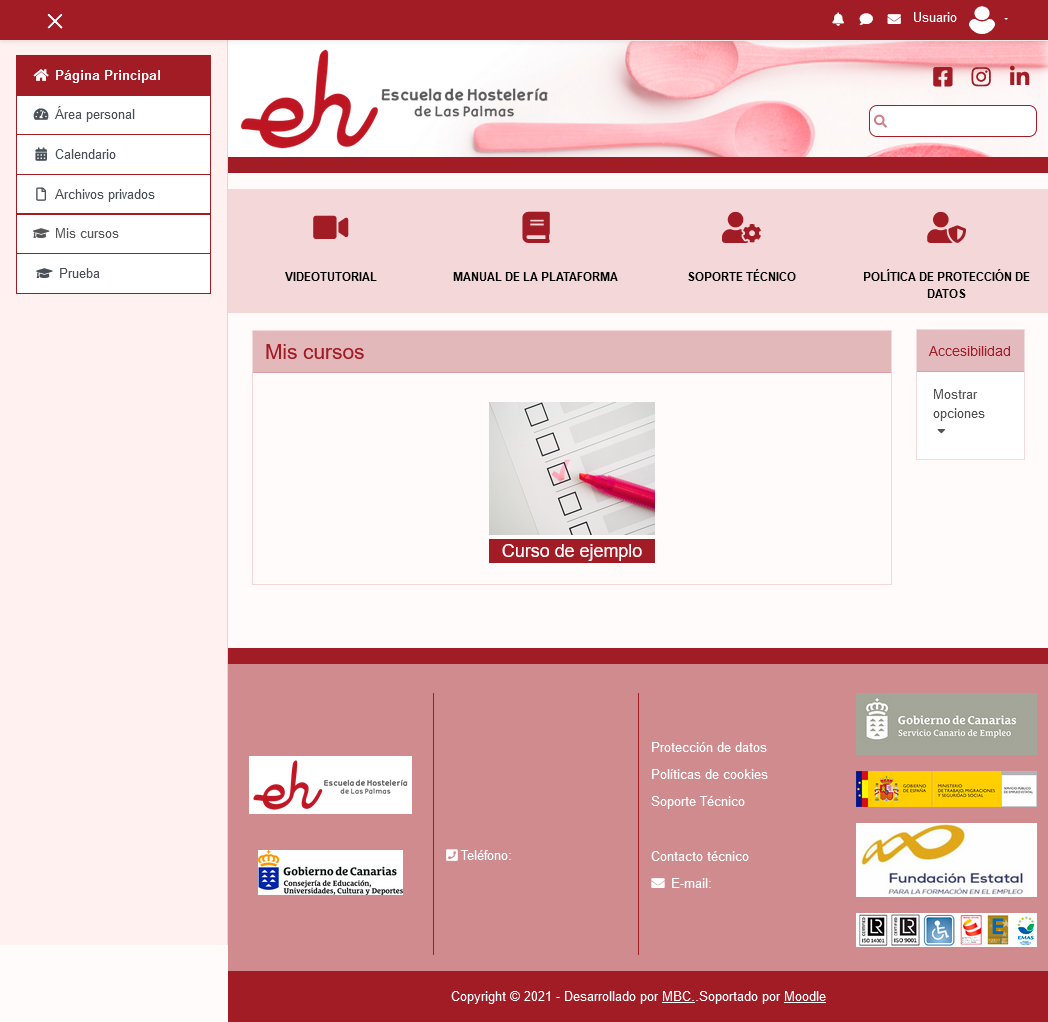 Usuario
Página Principal
Área personal
Calendario
Archivos privados
Mis cursos
Prueba
eh
Escuela de Hostelería
de Las Palmas
VIDEOTUTORIAL
MANUAL DE LA PLATAFORMA
SOPORTE TÉCNICO
POLÍTICA DE PROTECCIÓN DE
DATOS
Mis cursos
Curso de ejemplo
Accesibilidad
Mostrar
opciones
eh
Escuela de Hostelería
de Las Palmas
Gobierno de Canarias
Consejería de Educación,
Universidades, Cultura y Deportes
Teléfono:
Protección de datos
Políticas de cookies
Soporte Técnico
Contacto técnico
E-mail:
Gobierno de Canarias
Servicio Canario de Empleo
GOBIERNO
DE ESPAÑA
MINISTERIO
DE TRABAJO, MIGRACIONES
Y SEGURIDAD SOCIAL
SERVICIO PÚBLICO
DE EMPLEO ESTATAL
Fundación Estatal
PARA LA FORMACIÓN EN EL EMPLEO
LR
ISO 14001
LR
ISO 9001
EMAS
Copyright © 2021 - Desarrollado por MBC..Soportado por Moodle